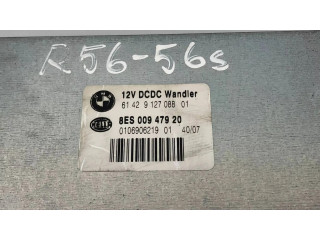 R56-56s
12V DCDC Wandler
61 42 9 127 088 01
8ES 009 479 20
0106906219 01 40/07
HELLA